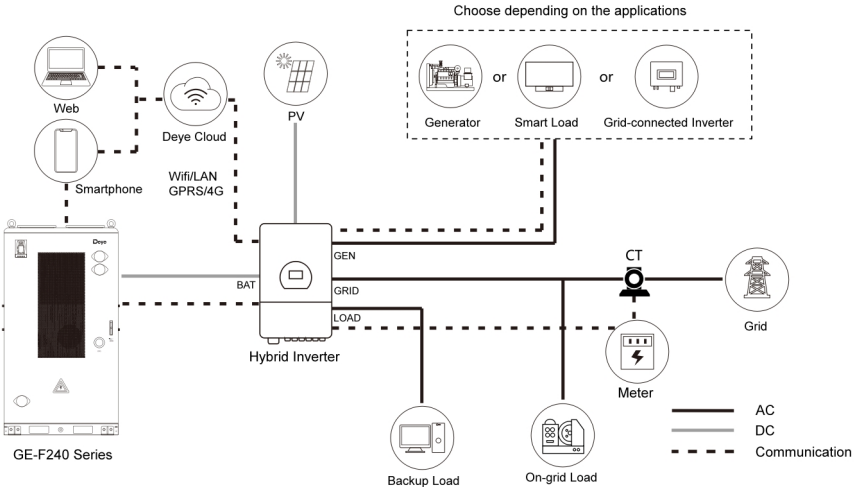 Choose depending on the applications
Generator
or
Smart Load
or
Grid-connected Inverter
Web
Deye Cloud
PV
Smartphone
Wifi/LAN
GPRS/4G
Deye
GEN
CT
BAT
GRID
LOAD
Grid
Hybrid Inverter
Meter
AC
DC
Communication
GE-F240 Series
Backup Load
On-grid Load